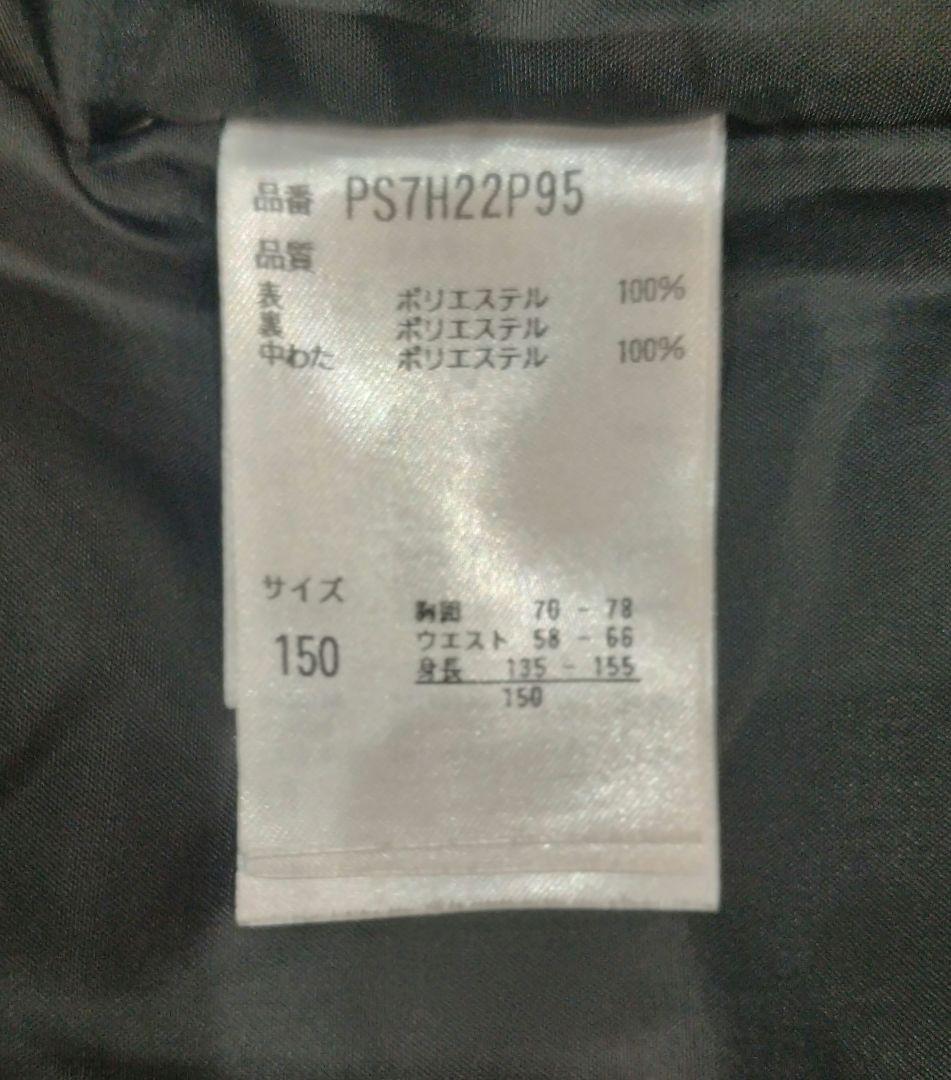 品番 PS7H22P95
品質
表 ポリエステル 100%
裏 ポリエステル
中わた ポリエステル 100%
サイズ
150
胸囲 70 - 78
ウエスト 58 - 66
身長 135 - 155
150